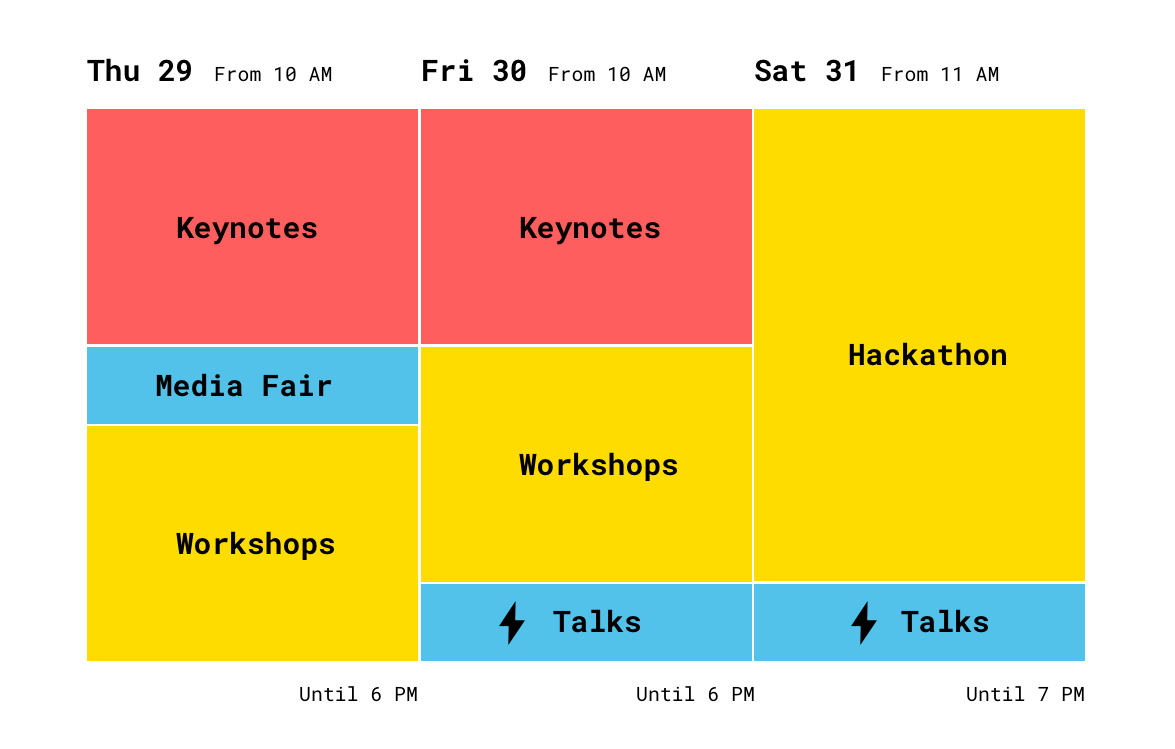 Thu 29 From 10 AM
Fri 30 From 10 AM
Sat 31 From 11 AM
Keynotes
Keynotes
Hackathon
Media Fair
Workshops
Workshops
Talks
Talks
Until 6 PM
Until 6 PM
Until 7 PM